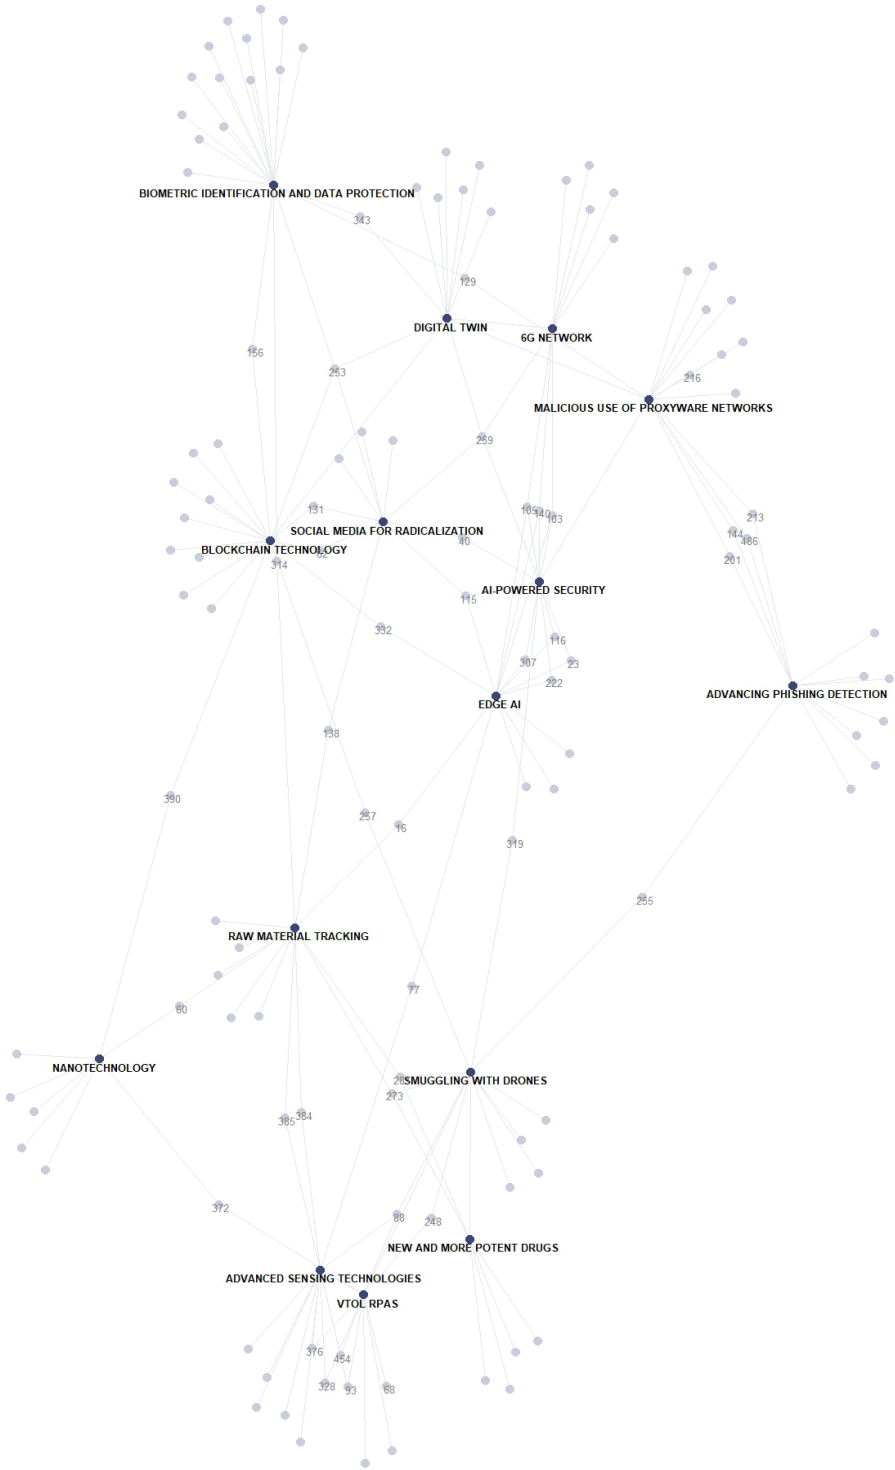 BIOMETRIC IDENTIFICATION AND DATA PROTECTION
343
129
DIGITAL TWIN
6G NETWORK
156
253
216
MALICIOUS USE OF PROXYWARE NETWORKS
259
131
105
140
103
213
SOCIAL MEDIA FOR RADICALIZATION
144
486
40
BLOCKCHAIN TECHNOLOGY
62
201
314
AI-POWERED SECURITY
115
332
116
307
23
222
ADVANCING PHISHING DETECTION
EDGE AI
138
390
257
16
319
255
RAW MATERIAL TRACKING
77
60
NANOTECHNOLOGY
SMUGGLING WITH DRONES
273
385
384
372
88
248
NEW AND MORE POTENT DRUGS
ADVANCED SENSING TECHNOLOGIES
VTOL RPAS
376
454
328
93
68